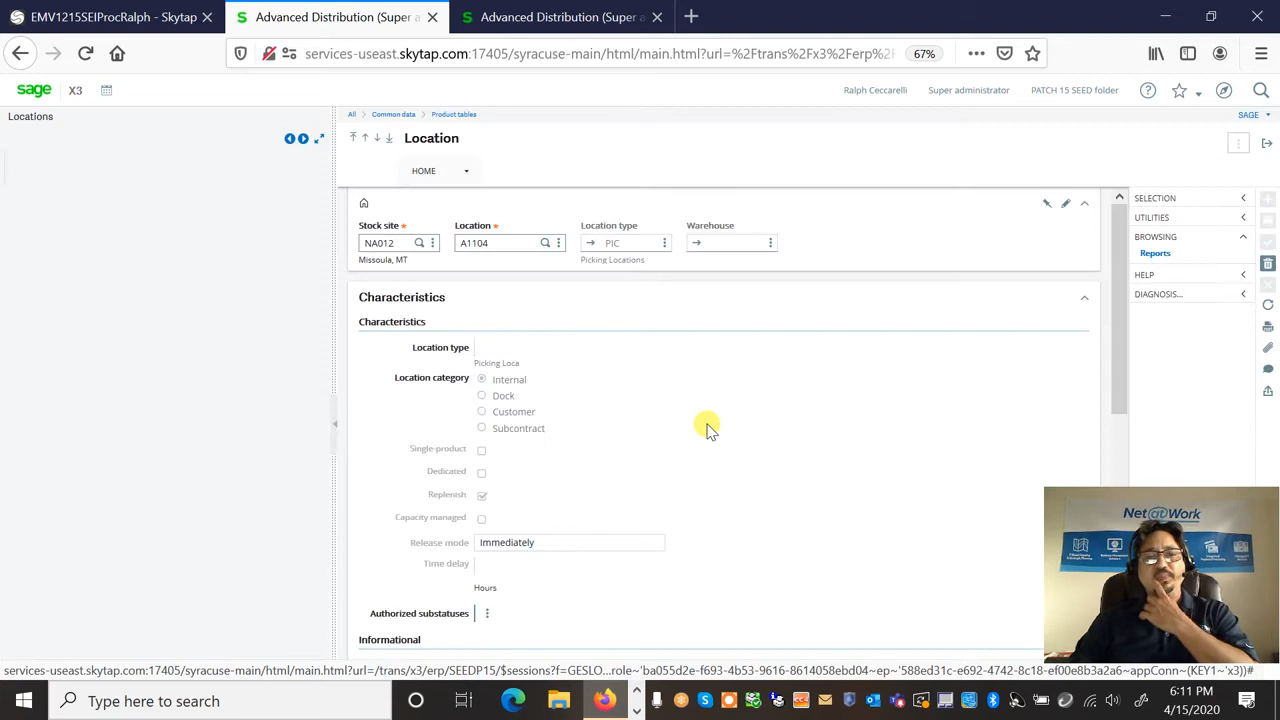 EMV1215SEIProcRalph - Skytap
Advanced Distribution (Super a
Advanced Distribution (Super a
services-useast.skytap.com:17405/syracuse-main/html/main.html?url=%2Ftrans%2Fx3%2Ferp%2F
67%
sage X3
Ralph Ceccarelli Super administrator PATCH 15 SEED folder
Locations
All Common data Product tables
SAGE
Location
HOME
SELECTION
UTILITIES
BROWSING
Reports
HELP
DIAGNOSIS...
Stock site * Location * Location type Warehouse
NA012 A1104 PIC
Missoula, MT Picking Locations
Characteristics
Characteristics
Location type
Picking Loca
Location category Internal
Dock
Customer
Subcontract
Single-product
Dedicated
Replenish
Capacity managed
Release mode Immediately
Time delay
Hours
Authorized substatuses
Informational
Net@Work
services-useast.skytap.com:17405/syracuse-main/html/main.html?url=/trans/x3/erp/SEEDP15/$sessions?f=GESLO...role~'ba055d2e-f693-4b53-9616-8614058ebd04~ep~'588ed31c-e692-4742-8c18-ef00e8b3a2a6~appConn~(KEY1~'x3))#
Type here to search
6:11 PM
4/15/2020